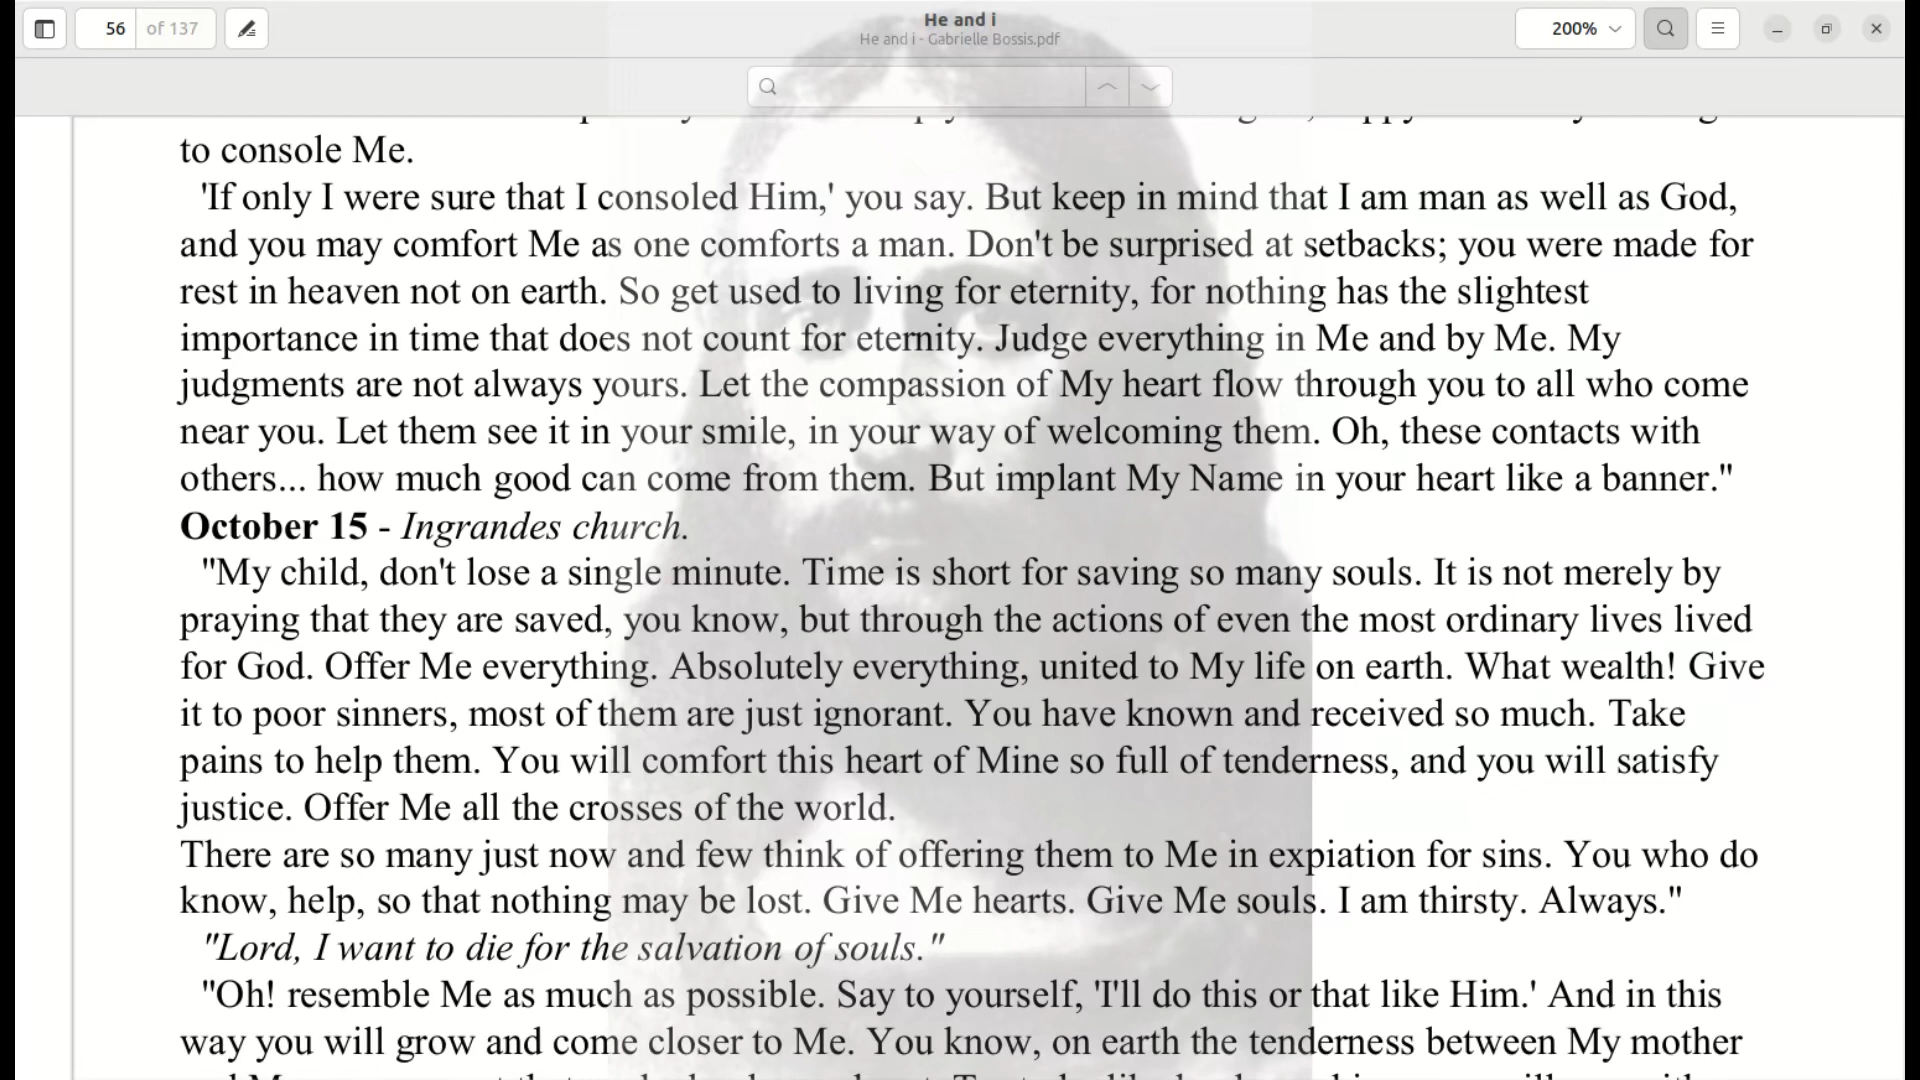 56 of 137
He and i
He and i - Gabrielle Bossis.pdf
200%
to console Me.
'If only I were sure that I consoled Him,' you say. But keep in mind that I am man as well as God,
and you may comfort Me as one comforts a man. Don't be surprised at setbacks; you were made for
rest in heaven not on earth. So get used to living for eternity, for nothing has the slightest
importance in time that does not count for eternity. Judge everything in Me and by Me. My
judgments are not always yours. Let the compassion of My heart flow through you to all who come
near you. Let them see it in your smile, in your way of welcoming them. Oh, these contacts with
others... how much good can come from them. But implant My Name in your heart like a banner."
October 15 - Ingrandes church.
"My child, don't lose a single minute. Time is short for saving so many souls. It is not merely by
praying that they are saved, you know, but through the actions of even the most ordinary lives lived
for God. Offer Me everything. Absolutely everything, united to My life on earth. What wealth! Give
it to poor sinners, most of them are just ignorant. You have known and received so much. Take
pains to help them. You will comfort this heart of Mine so full of tenderness, and you will satisfy
justice. Offer Me all the crosses of the world.
There are so many just now and few think of offering them to Me in expiation for sins. You who do
know, help, so that nothing may be lost. Give Me hearts. Give Me souls. I am thirsty. Always."
"Lord, I want to die for the salvation of souls."
"Oh! resemble Me as much as possible. Say to yourself, 'I'll do this or that like Him.' And in this
way you will grow and come closer to Me. You know, on earth the tenderness between My mother